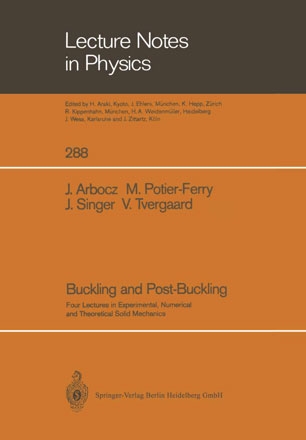 Lecture Notes
in Physics
Edited by H. Araki, Kyoto, J. Ehlers, München, K. Hepp, Zürich
R. Kippenhahn, München, H. A. Weidenmüller, Heidelberg
J. Wess, Karlsruhe and J. Zittartz, Köln
288
J. Arbocz M. Potier-Ferry
J. Singer V. Tvergaard
Buckling and Post-Buckling
Four Lectures in Experimental, Numerical
and Theoretical Solid Mechanics
Springer-Verlag Berlin Heidelberg GmbH